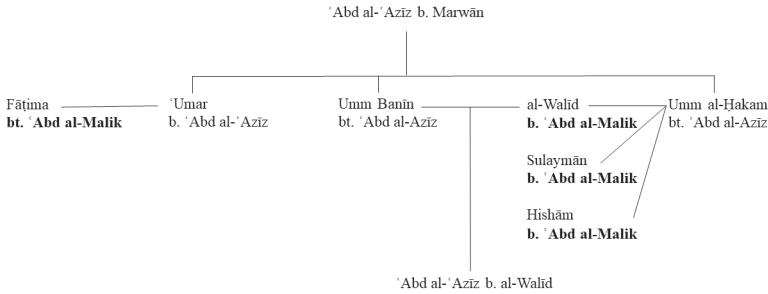 ʿAbd al-ʿAzīz b. Marwān
Fāṭima
bt. ʿAbd al-Malik
ʿUmar
b. ʿAbd al-ʿAzīz
Umm Banīn
bt. ʿAbd al-Azīz
al-Walīd
b. ʿAbd al-Malik
Umm al-Ḥakam
bt. ʿAbd al-Azīz
Sulaymān
b. ʿAbd al-Malik
Hishām
b. ʿAbd al-Malik
ʿAbd al-ʿAzīz b. al-Walīd